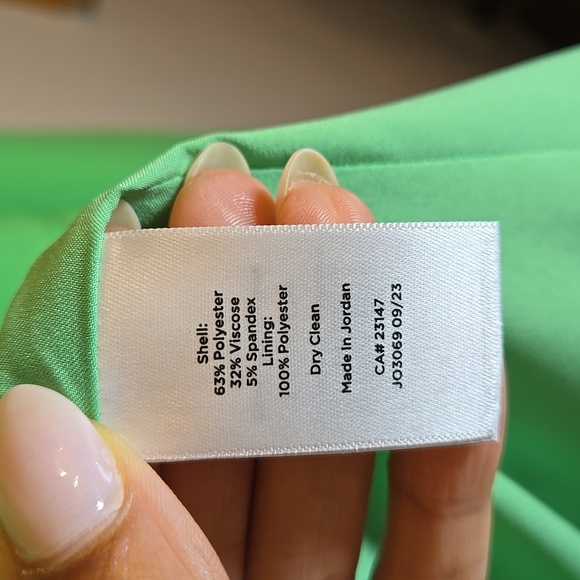 Shell:
63% Polyester
32% Viscose
5% Spandex
Lining:
100% Polyester
Dry Clean
Made In Jordan
CA# 23147
JO3069 09/23